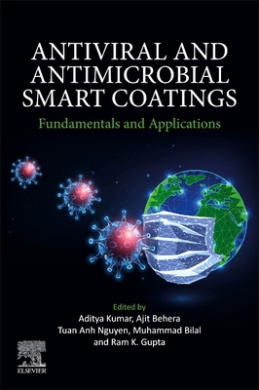 ANTIVIRAL AND
ANTIMICROBIAL
SMART COATINGS
Fundamentals and Applications
Edited by
Aditya Kumar, Ajit Behera
Tuan Anh Nguyen, Muhammad Bilal
and Ram K. Gupta
ELSEVIER